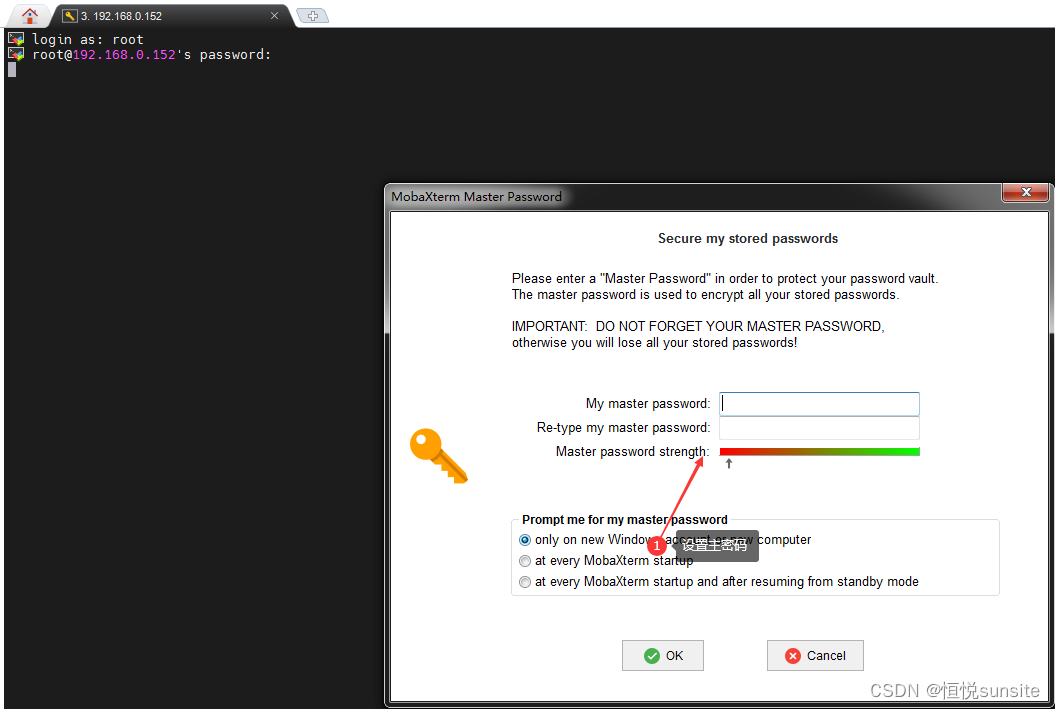 3. 192.168.0.152
login as: root
root@192.168.0.152's password:
MobaXterm Master Password
Secure my stored passwords
Please enter a "Master Password" in order to protect your password vault.
The master password is used to encrypt all your stored passwords.
IMPORTANT: DO NOT FORGET YOUR MASTER PASSWORD,
otherwise you will lose all your stored passwords!
My master password:
Re-type my master password:
Master password strength:
Prompt me for my master password
only on new Windows account or new computer
1 设置主密码
at every MobaXterm startup
at every MobaXterm startup and after resuming from standby mode
OK Cancel
CSDN @恒悦sunsite